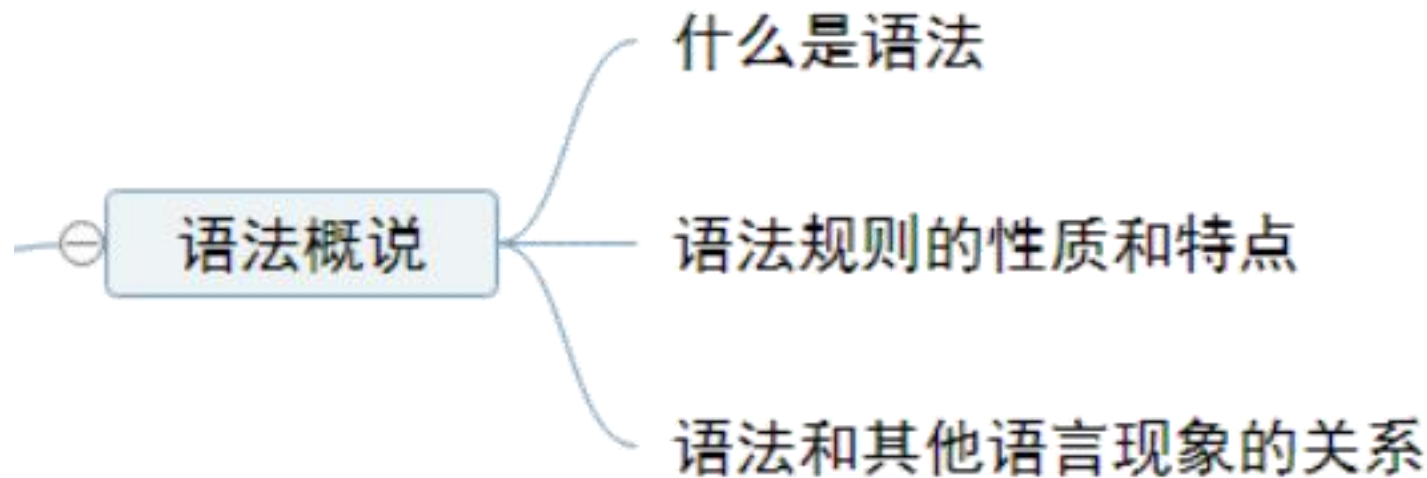 什么是语法
语法概说
语法规则的性质和特点
语法和其他语言现象的关系